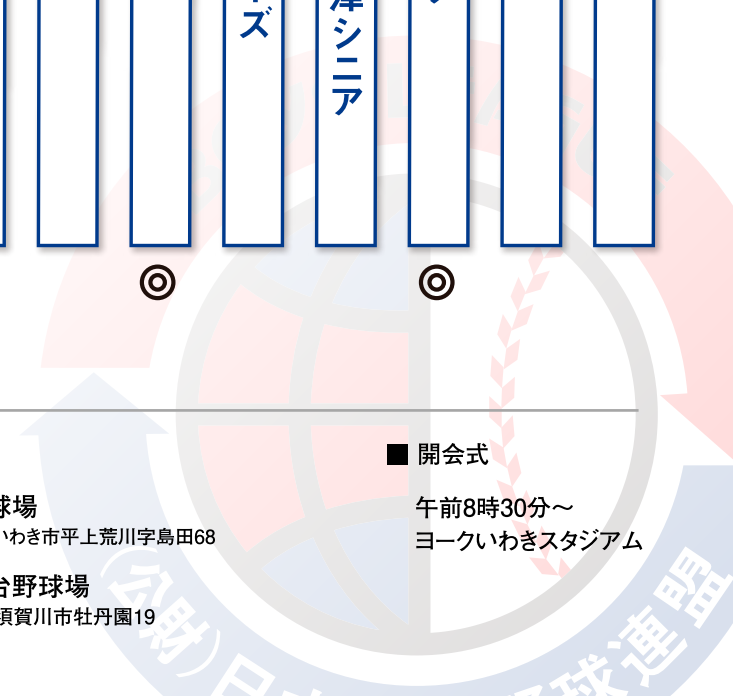 ズ
津シニア
◎
◎
■ 開会式
午前8時30分～
ヨークいわきスタジアム
球場
いわき市平上荒川字島田68
台野球場
須賀川市牡丹園19
(公財)日
球連盟